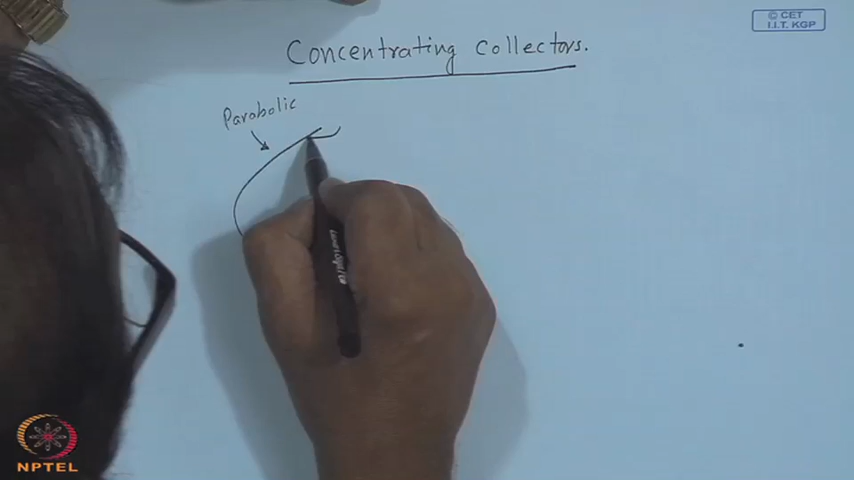 © CET
I.I.T. KGP
Concentrating Collectors.
Parabolic
NPTEL